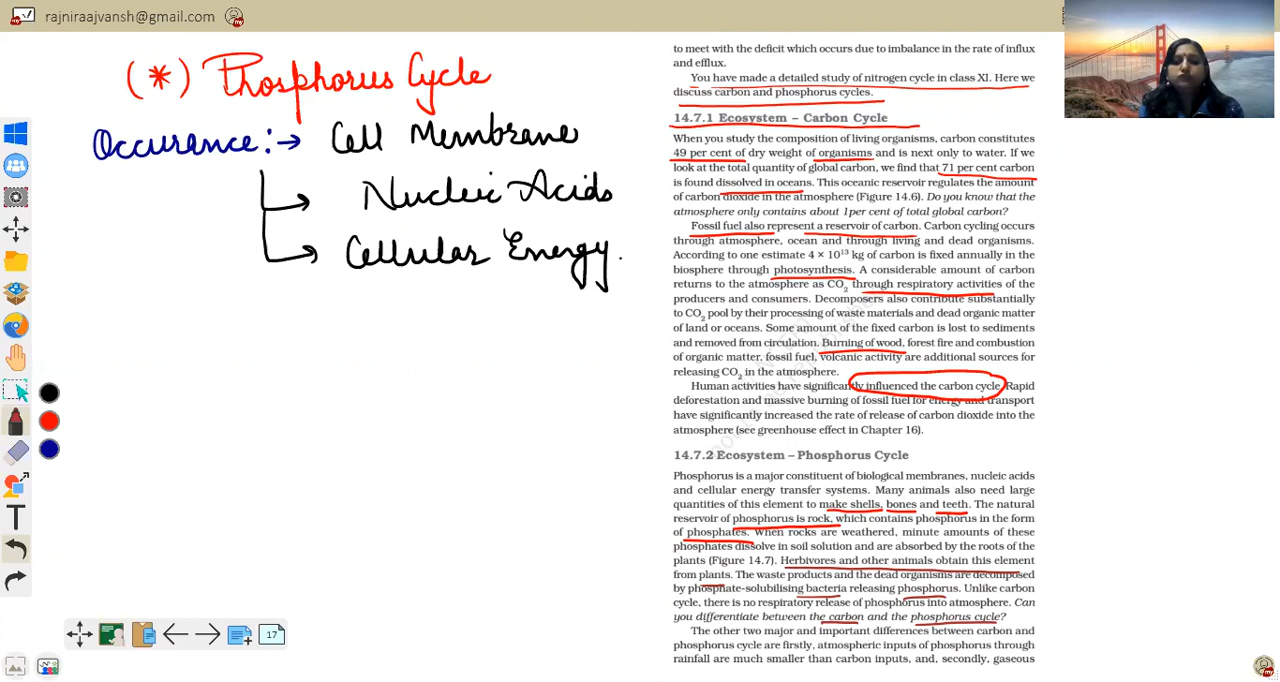 rajniraajvansh@gmail.com
(*) Phosphorus Cycle
Occurance :→ Cell Membrane
→ Nucleic Acids
→ Cellular Energy.
to meet with the deficit which occurs due to imbalance in the rate of influx
and efflux.
You have made a detailed study of nitrogen cycle in class XI. Here we
discuss carbon and phosphorus cycles.
14.7.1 Ecosystem – Carbon Cycle
When you study the composition of living organisms, carbon constitutes
49 per cent of dry weight of organisms and is next only to water. If we
look at the total quantity of global carbon, we find that 71 per cent carbon
is found dissolved in oceans. This oceanic reservoir regulates the amount
of carbon dioxide in the atmosphere (Figure 14.6). Do you know that the
atmosphere only contains about 1per cent of total global carbon?
Fossil fuel also represent a reservoir of carbon. Carbon cycling occurs
through atmosphere, ocean and through living and dead organisms.
According to one estimate 4 × 10¹³ kg of carbon is fixed annually in the
biosphere through photosynthesis. A considerable amount of carbon
returns to the atmosphere as CO₂ through respiratory activities of the
producers and consumers. Decomposers also contribute substantially
to CO₂ pool by their processing of waste materials and dead organic matter
of land or oceans. Some amount of the fixed carbon is lost to sediments
and removed from circulation. Burning of wood, forest fire and combustion
of organic matter, fossil fuel, volcanic activity are additional sources for
releasing CO₂ in the atmosphere.
Human activities have significantly influenced the carbon cycle. Rapid
deforestation and massive burning of fossil fuel for energy and transport
have significantly increased the rate of release of carbon dioxide into the
atmosphere (see greenhouse effect in Chapter 16).
14.7.2 Ecosystem – Phosphorus Cycle
Phosphorus is a major constituent of biological membranes, nucleic acids
and cellular energy transfer systems. Many animals also need large
quantities of this element to make shells, bones and teeth. The natural
reservoir of phosphorus is rock, which contains phosphorus in the form
of phosphates. When rocks are weathered, minute amounts of these
phosphates dissolve in soil solution and are absorbed by the roots of the
plants (Figure 14.7). Herbivores and other animals obtain this element
from plants. The waste products and the dead organisms are decomposed
by phosphate-solubilising bacteria releasing phosphorus. Unlike carbon
cycle, there is no respiratory release of phosphorus into atmosphere. Can
you differentiate between the carbon and the phosphorus cycle?
The other two major and important differences between carbon and
phosphorus cycle are firstly, atmospheric inputs of phosphorus through
rainfall are much smaller than carbon inputs, and, secondly, gaseous
T
17